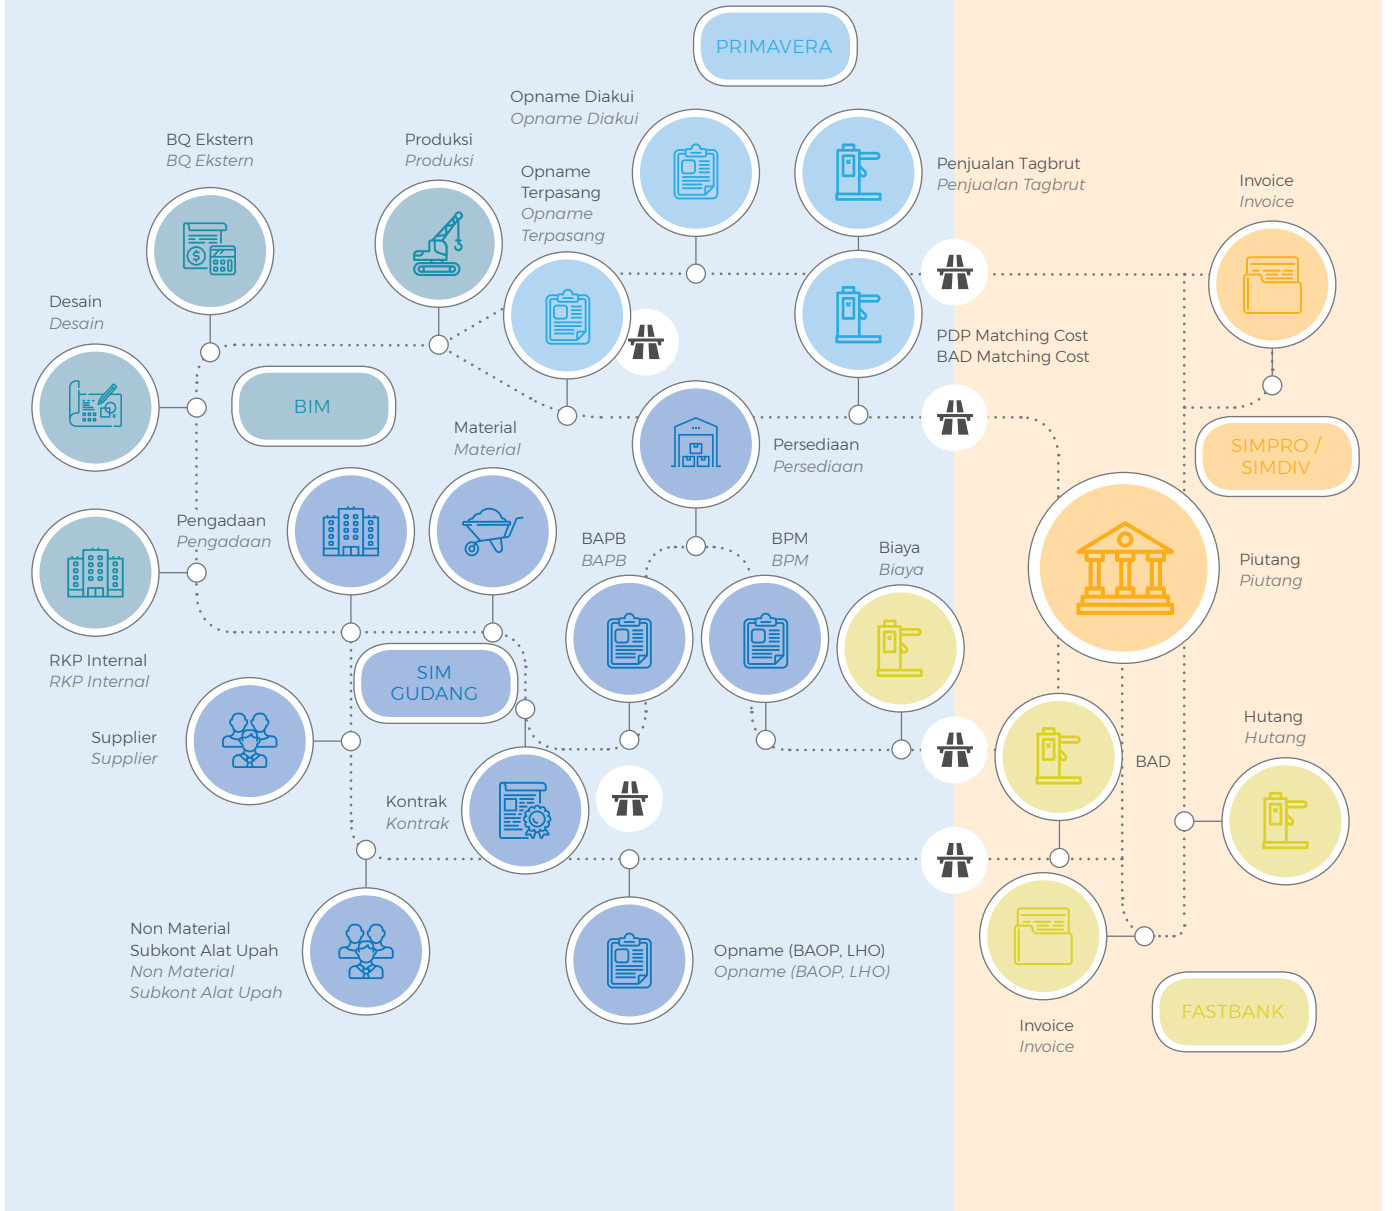 PRIMAVERA
Opname Diakui
Opname Diakui
BQ Ekstern
BQ Ekstern
Produksi
Produksi
Opname
Terpasang
Opname
Terpasang
Penjualan Tagbrut
Penjualan Tagbrut
Invoice
Invoice
Desain
Desain
PDP Matching Cost
BAD Matching Cost
BIM
Material
Material
Persediaan
Persediaan
SIMPRO /
SIMDIV
Pengadaan
Pengadaan
BAPB
BAPB
BPM
BPM
Biaya
Biaya
Piutang
Piutang
RKP Internal
RKP Internal
SIM
GUDANG
Supplier
Supplier
Hutang
Hutang
BAD
Kontrak
Kontrak
Non Material
Subkont Alat Upah
Non Material
Subkont Alat Upah
Opname (BAOP, LHO)
Opname (BAOP, LHO)
FASTBANK
Invoice
Invoice